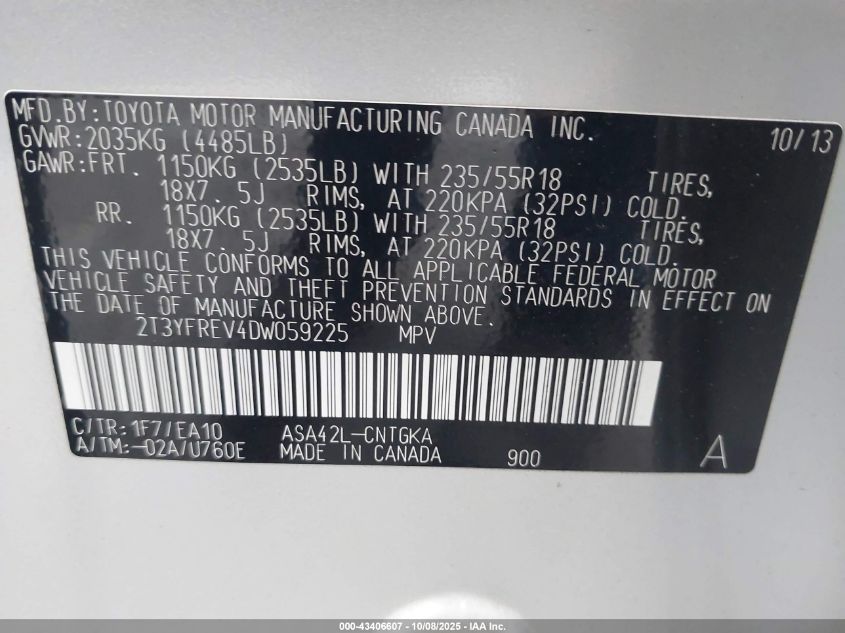 MFD.BY:TOYOTA MOTOR MANUFACTURING CANADA INC. 10/13
GVWR:2035KG (4485LB)
GAWR:FRT. 1150KG (2535LB) WITH 235/55R18 TIRES,
18X7.5J RIMS, AT 220KPA (32PSI) COLD.
RR. 1150KG (2535LB) WITH 235/55R18 TIRES,
18X7.5J RIMS, AT 220KPA (32PSI) COLD.
THIS VEHICLE CONFORMS TO ALL APPLICABLE FEDERAL MOTOR
VEHICLE SAFETY AND THEFT PREVENTION STANDARDS IN EFFECT ON
THE DATE OF MANUFACTURE SHOWN ABOVE.
2T3YFREV4DW059225 MPV
C/TR:1F7/EA10 ASA42L-CNTGKA
A/TM:-02A/U760E MADE IN CANADA 900 A
000-43406607 - 10/08/2025 - IAA Inc.